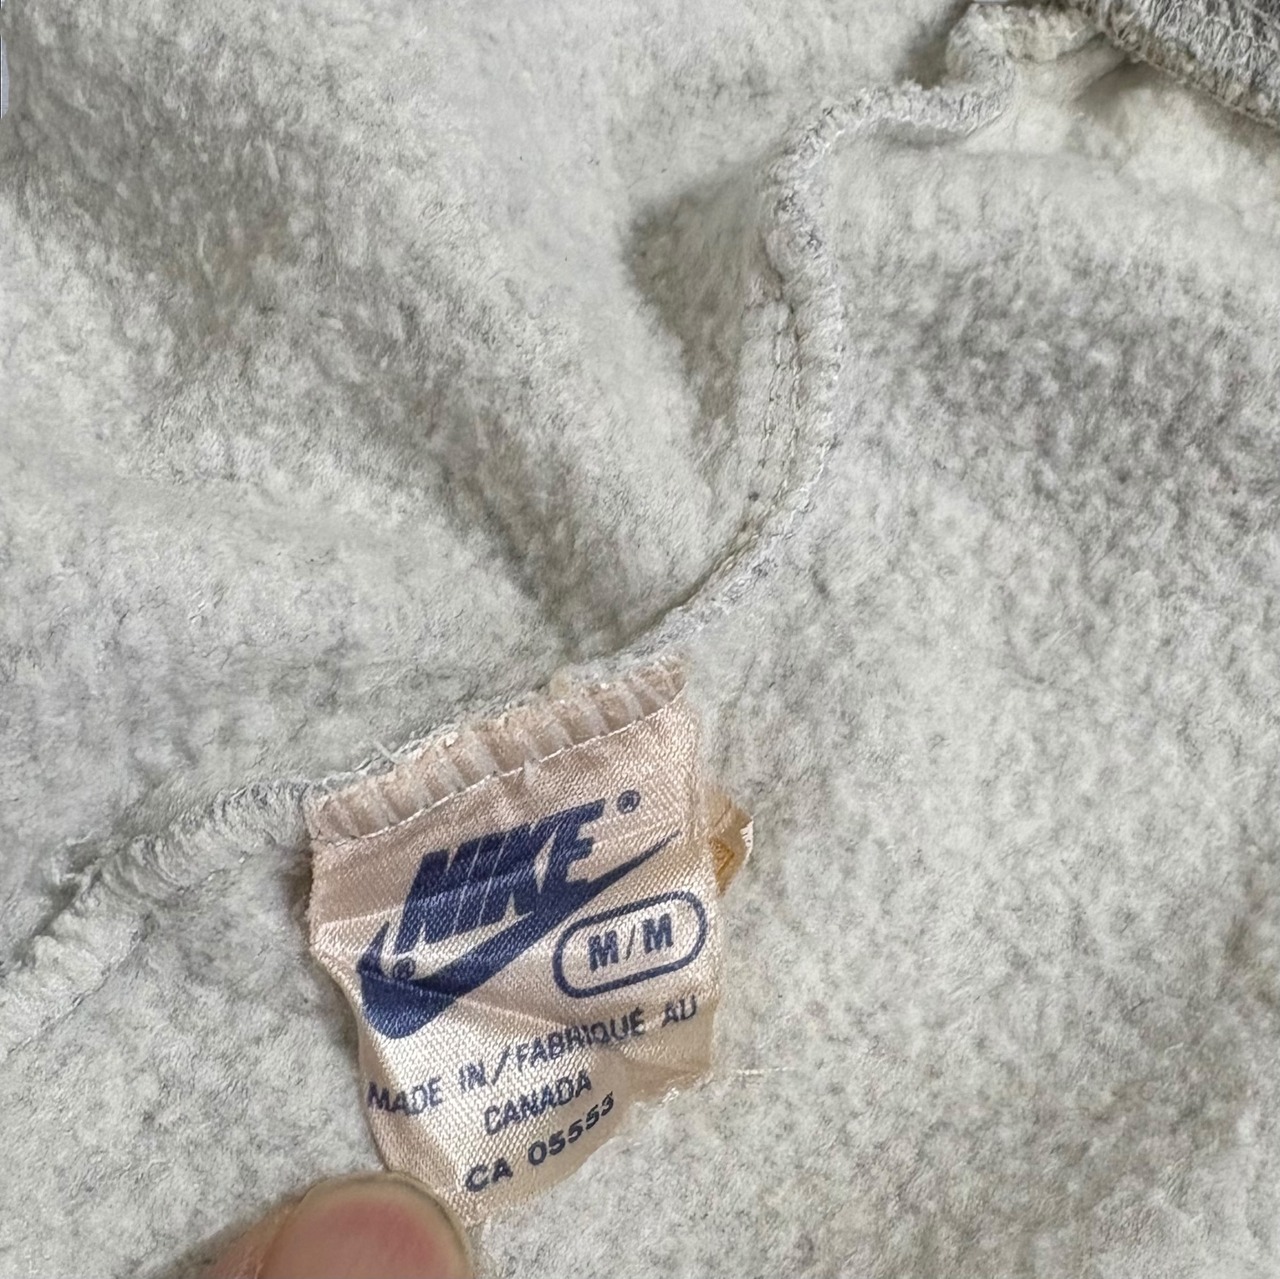 NIKE ®
®
M/M
MADE IN/FABRIQUÉ AU
CANADA
CA 05553